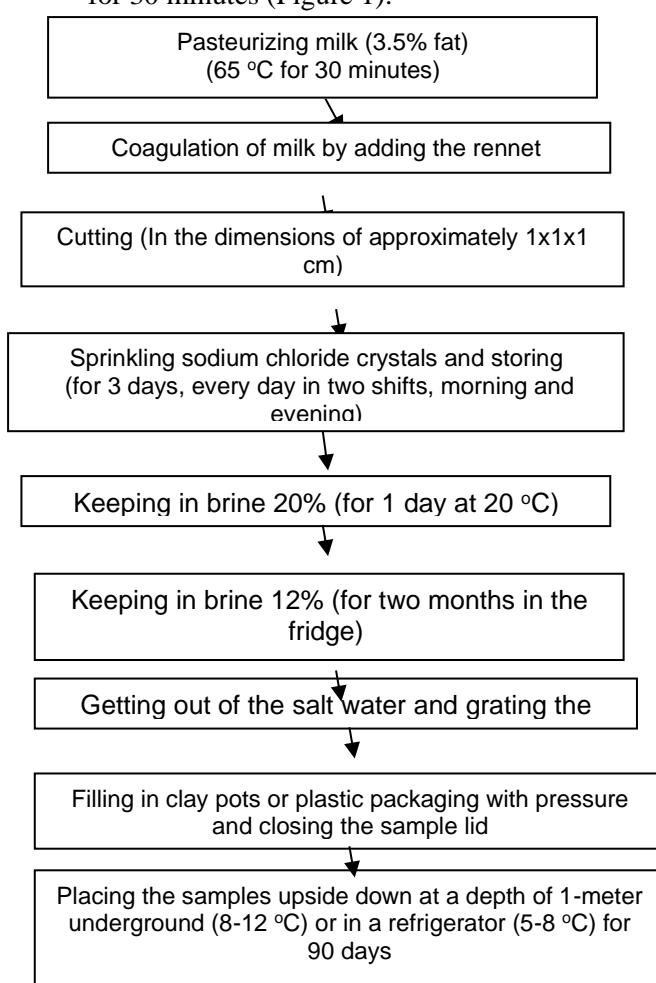 for 30 minutes (Figure 1).
Pasteurizing milk (3.5% fat)
(65 °C for 30 minutes)
Coagulation of milk by adding the rennet
Cutting (In the dimensions of approximately 1x1x1
cm)
Sprinkling sodium chloride crystals and storing
(for 3 days, every day in two shifts, morning and
evening)
Keeping in brine 20% (for 1 day at 20 °C)
Keeping in brine 12% (for two months in the
fridge)
Getting out of the salt water and grating the
Filling in clay pots or plastic packaging with pressure
and closing the sample lid
Placing the samples upside down at a depth of 1-meter
underground (8-12 °C) or in a refrigerator (5-8 °C) for
90 days